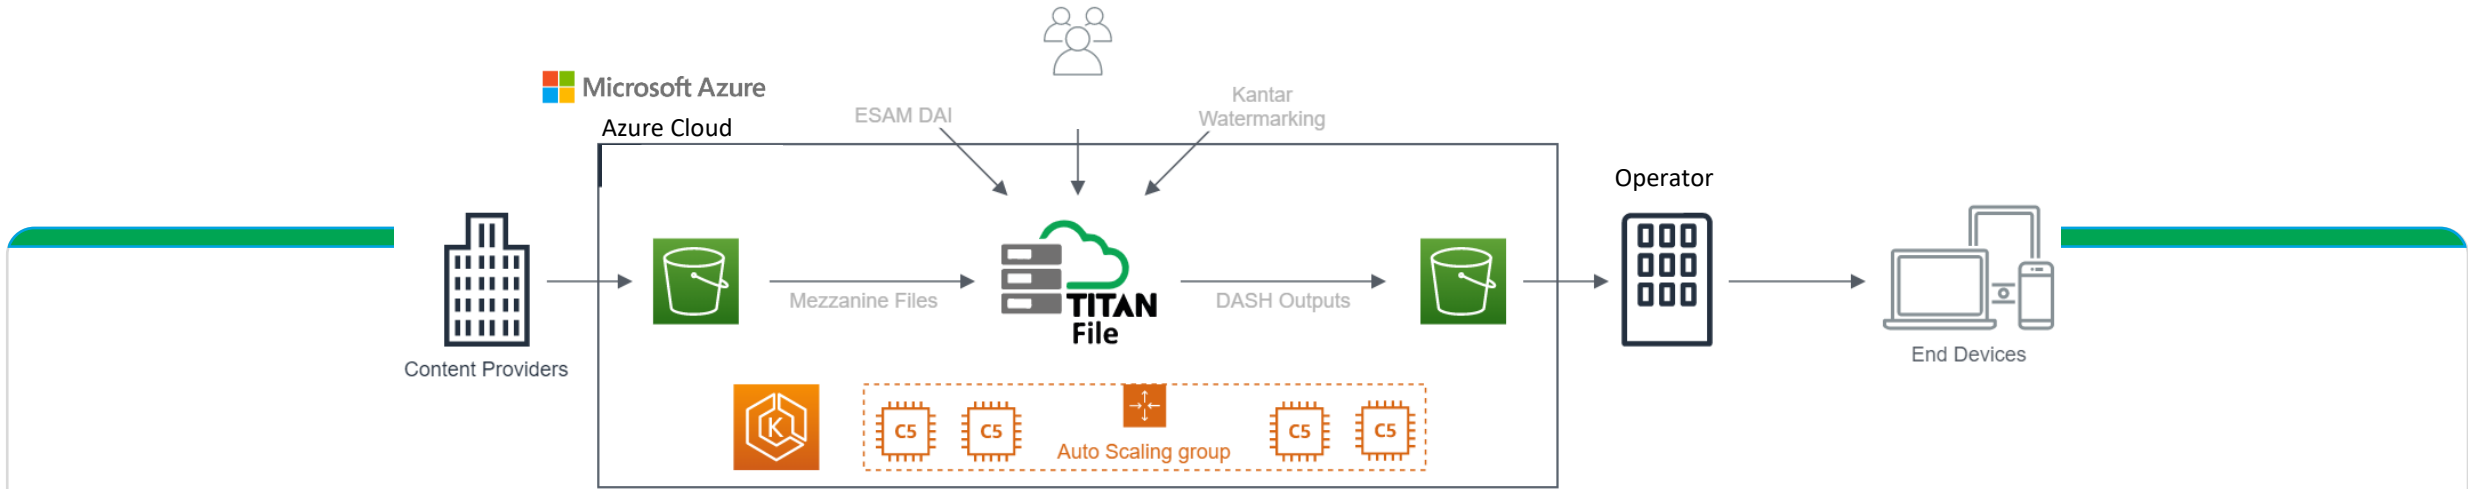 Microsoft Azure
Azure Cloud
ESAM DAI
Kantar
Watermarking
Operator
Mezzanine Files
TITAN
File
DASH Outputs
Content Providers
End Devices
K
C5
C5
Auto Scaling group
C5
C5